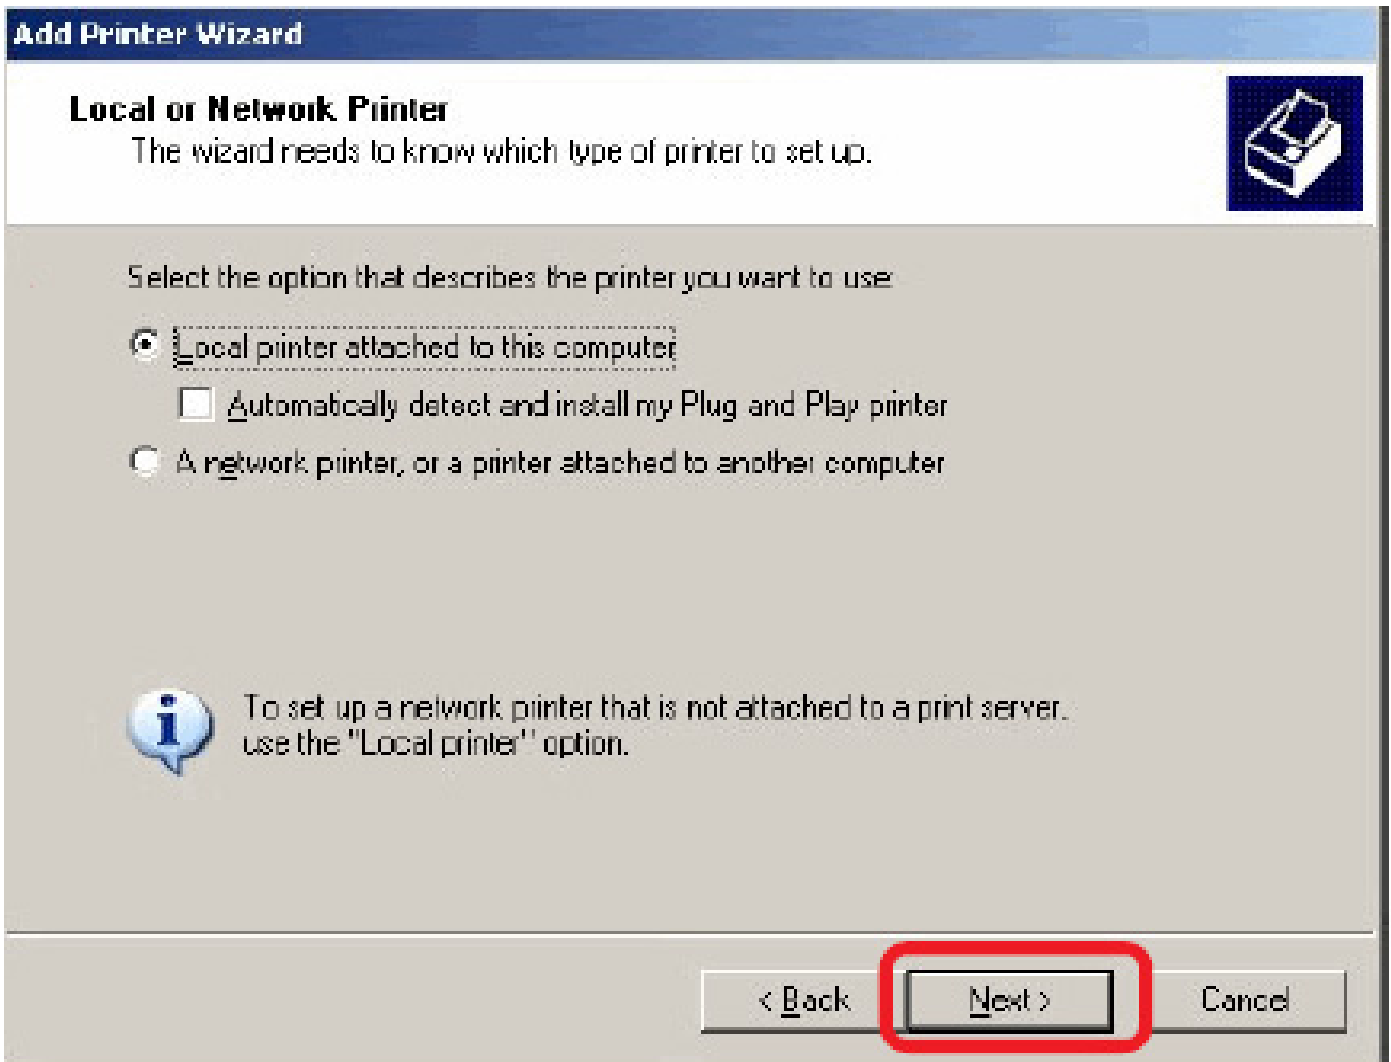 Add Printer Wizard
Local or Network Printer
The wizard needs to know which type of printer to set up.
Select the option that describes the printer you want to use:
Local printer attached to this computer
Automatically detect and install my Plug and Play printer
A network printer, or a printer attached to another computer
To set up a network printer that is not attached to a print server,
use the "Local printer" option.
< Back
Next >
Cancel